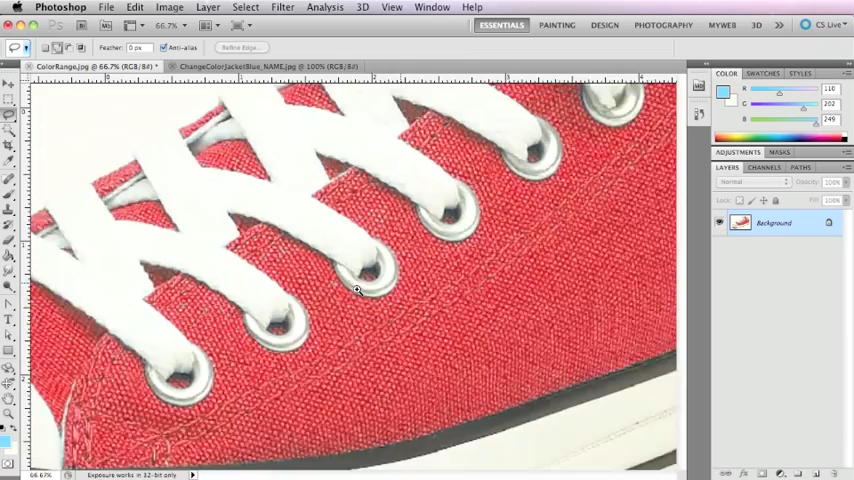 Photoshop File Edit Image Layer Select Filter Analysis 3D View Window Help
66.7% ESSENTIALS PAINTING DESIGN PHOTOGRAPHY MYWEB 3D >> CS Live
Feather: 0 px Anti-alias Refine Edge...
ColorRange.jpg @ 66.7% (RGB/8#) * ChangeColorJacketBlue_NAME.jpg @ 100% (RGB/8#)
COLOR SWATCHES STYLES
R 110
G 202
B 249
ADJUSTMENTS MASKS
LAYERS CHANNELS PATHS
Normal Opacity: 100%
Lock: Fill: 100%
Background
66.67% Exposure works in 32-bit only